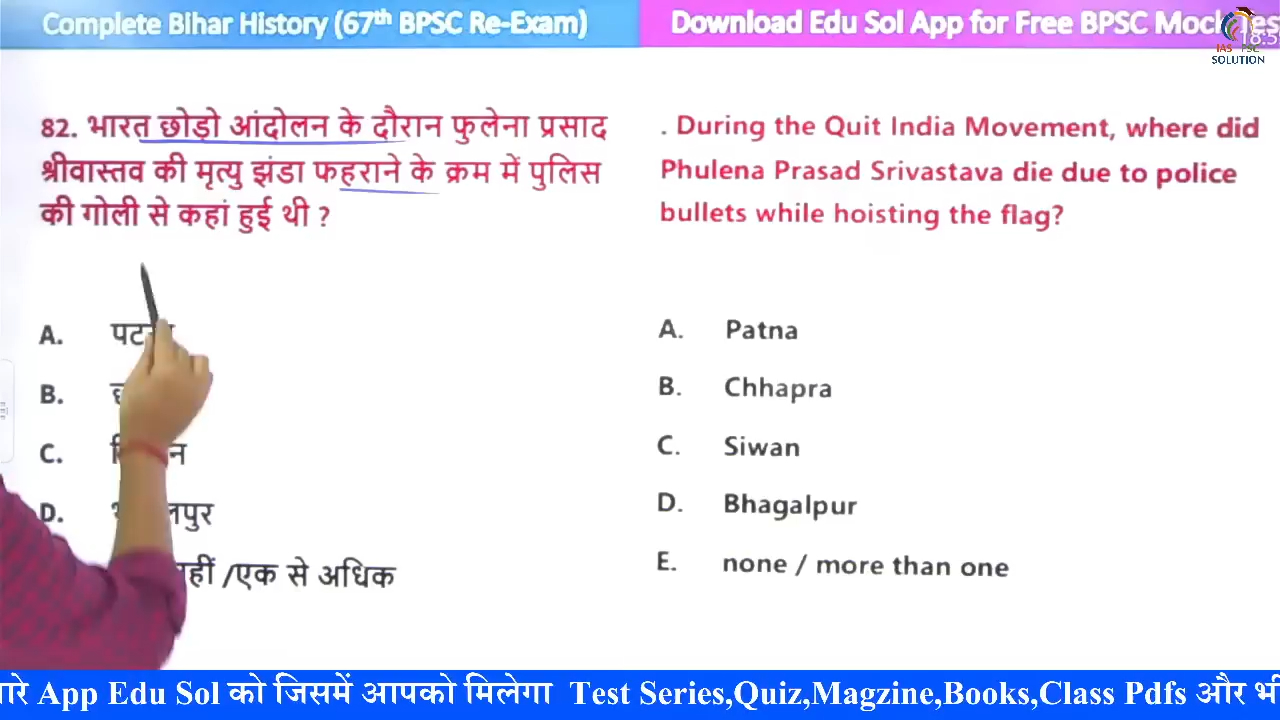 Complete Bihar History (67th BPSC Re-Exam)
Download Edu Sol App for Free BPSC Mock
18:5
IAS PSC
SOLUTION
82. भारत छोड़ो आंदोलन के दौरान फुलेना प्रसाद
श्रीवास्तव की मृत्यु झंडा फहराने के क्रम में पुलिस
की गोली से कहां हुई थी ?
A.
B.
C.
D.
/एक से अधिक
. During the Quit India Movement, where did
Phulena Prasad Srivastava die due to police
bullets while hoisting the flag?
A. Patna
B. Chhapra
C. Siwan
D. Bhagalpur
E. none / more than one
App Edu Sol को जिसमें आपको मिलेगा Test Series,Quiz,Magzine,Books,Class Pdfs और भी